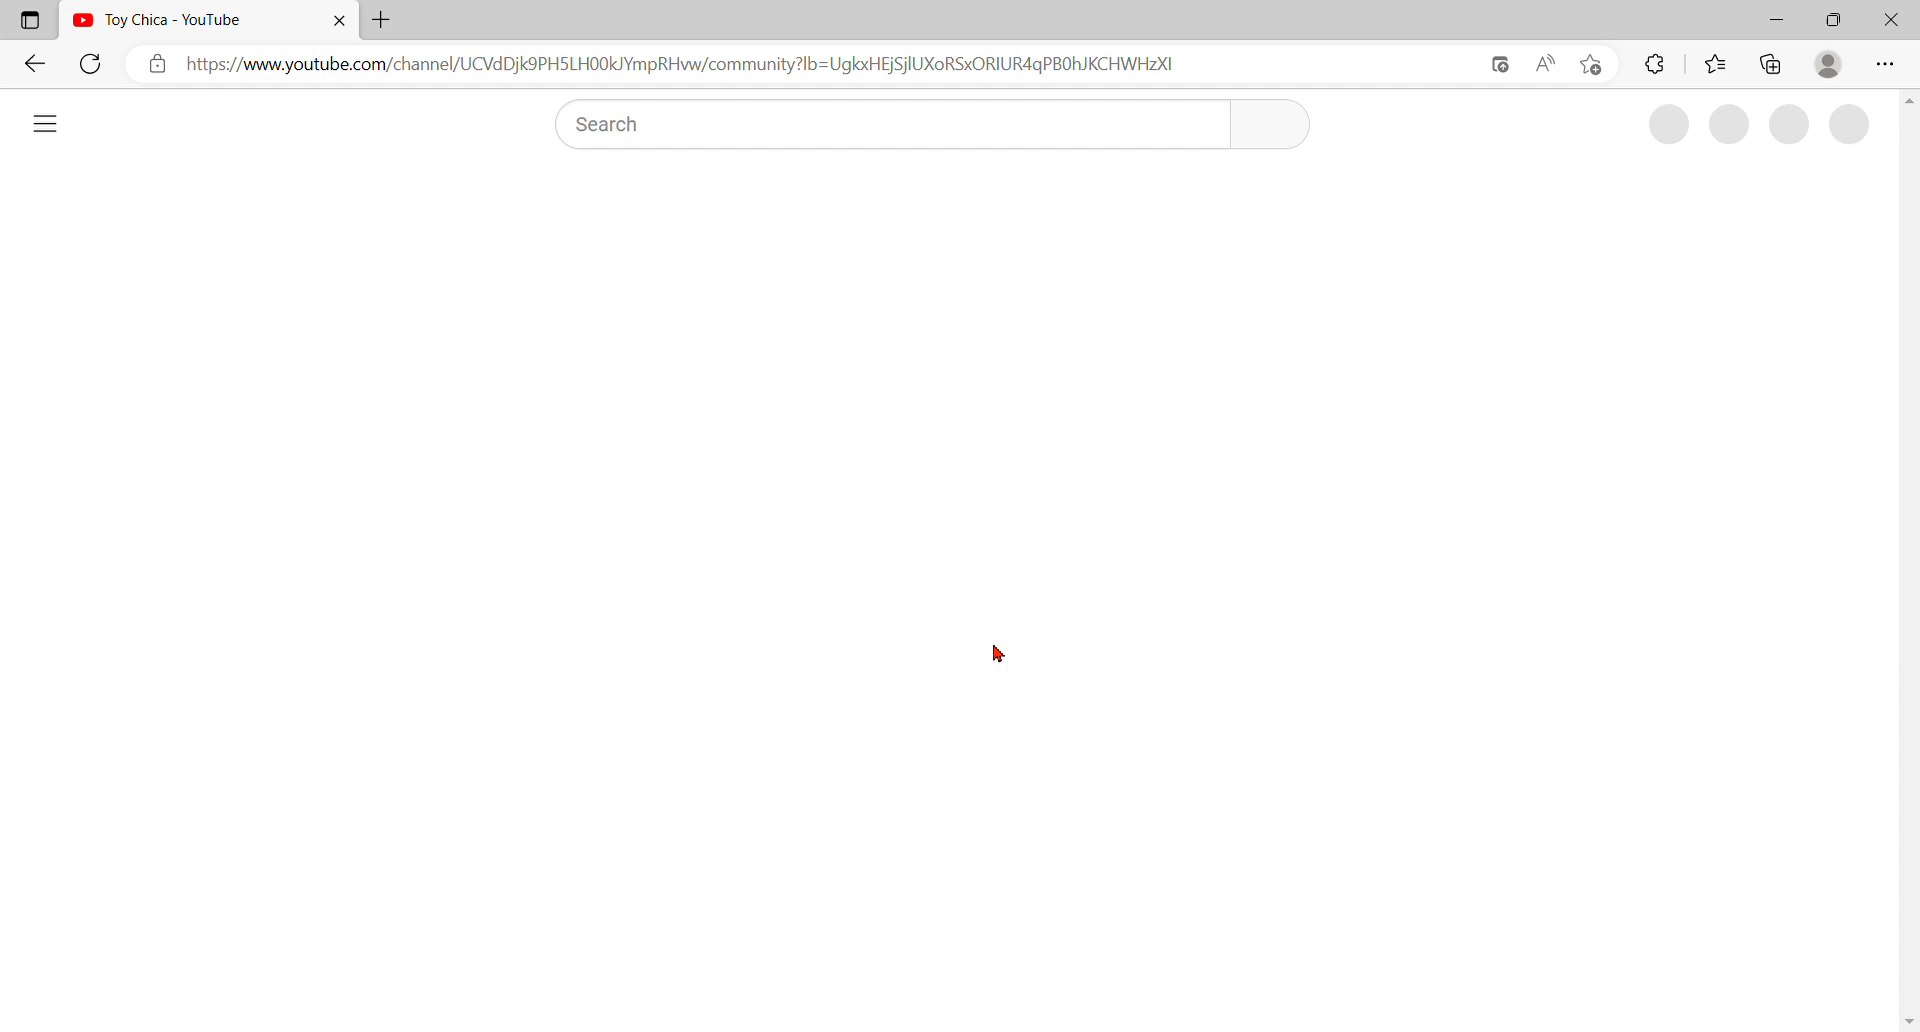 Toy Chica - YouTube
https://www.youtube.com/channel/UCVdDjk9PH5LH00kJYmpRHvw/community?lb=UgkxHEjSjlUXoRSxORIUR4qPB0hJKCHWHzXI
Search